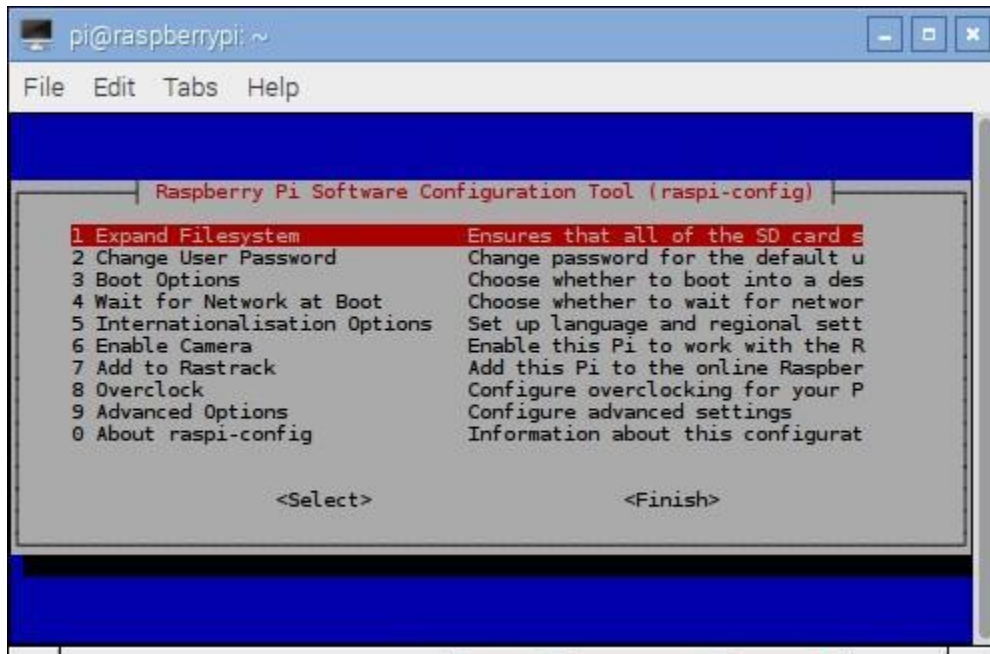 pi@raspberrypi: ~
File Edit Tabs Help
Raspberry Pi Software Configuration Tool (raspi-config)
1 Expand Filesystem Ensures that all of the SD card s
2 Change User Password Change password for the default u
3 Boot Options Choose whether to boot into a des
4 Wait for Network at Boot Choose whether to wait for networ
5 Internationalisation Options Set up language and regional sett
6 Enable Camera Enable this Pi to work with the R
7 Add to Rastrack Add this Pi to the online Raspber
8 Overclock Configure overclocking for your P
9 Advanced Options Configure advanced settings
0 About raspi-config Information about this configurat
<Select> <Finish>